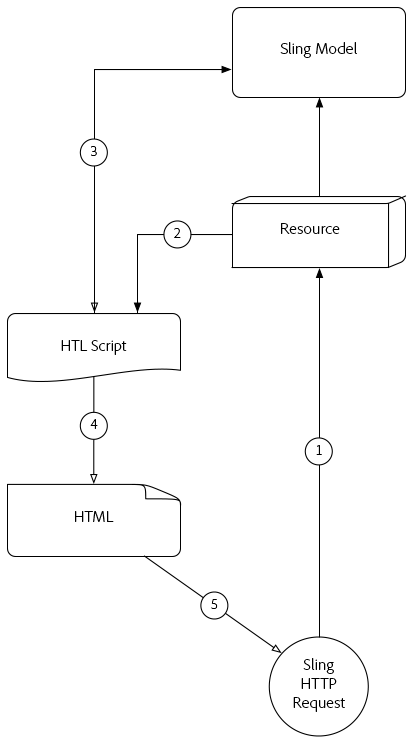 Sling Model
3
2
Resource
HTL Script
4
1
HTML
5
Sling
HTTP
Request